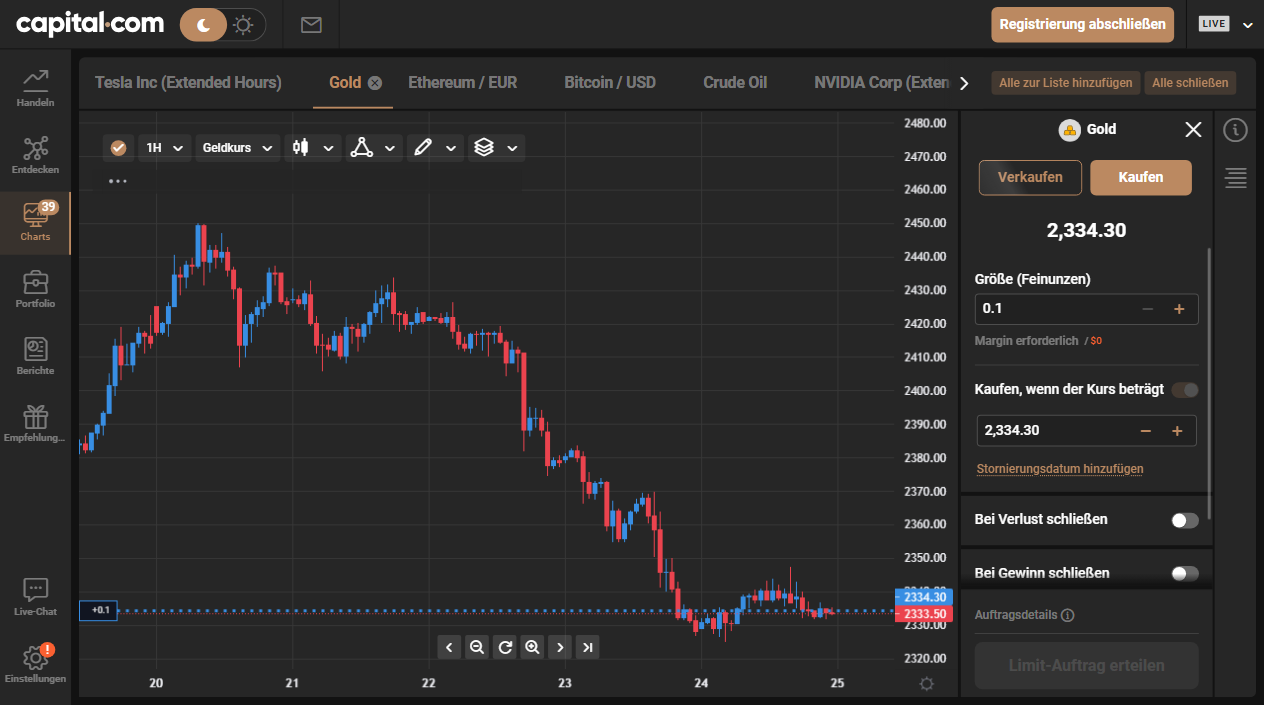 capital.com
Registrierung abschließen
LIVE
Handeln
Entdecken
39
Charts
Portfolio
Berichte
Empfehlung...
Live-Chat
!
Einstellungen
Tesla Inc (Extended Hours)
Gold
Ethereum / EUR
Bitcoin / USD
Crude Oil
NVIDIA Corp (Exten
Alle zur Liste hinzufügen
Alle schließen
1H
Geldkurs
...
2480.00
2470.00
2460.00
2450.00
2440.00
2430.00
2420.00
2410.00
2400.00
2390.00
2380.00
2370.00
2360.00
2350.00
2340.00
2334.30
2333.50
2330.00
2320.00
+0.1
20
21
22
23
24
25
Gold
Verkaufen
Kaufen
2,334.30
Größe (Feinunzen)
0.1
− +
Margin erforderlich / $0
Kaufen, wenn der Kurs beträgt
2,334.30
− +
Stornierungsdatum hinzufügen
Bei Verlust schließen
Bei Gewinn schließen
Auftragsdetails
Limit-Auftrag erteilen